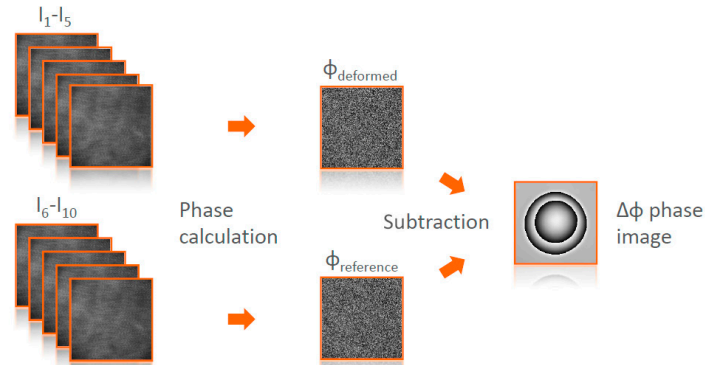 I₁-I₅
ϕdeformed
I₆-I₁₀
Phase
calculation
Subtraction
Δϕ phase
image
ϕreference